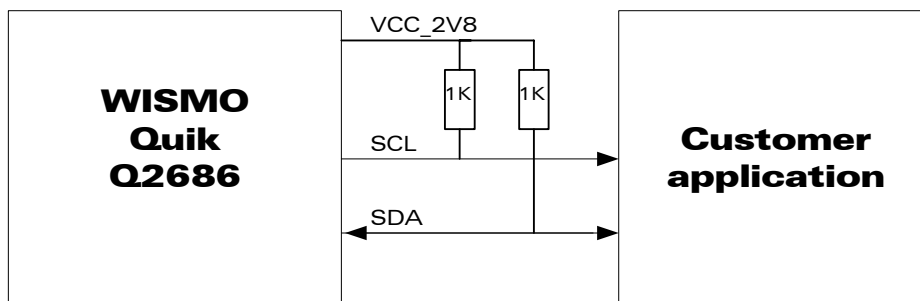 VCC_2V8
1K
1K
WISMO
Quik
Q2686
SCL
SDA
Customer
application